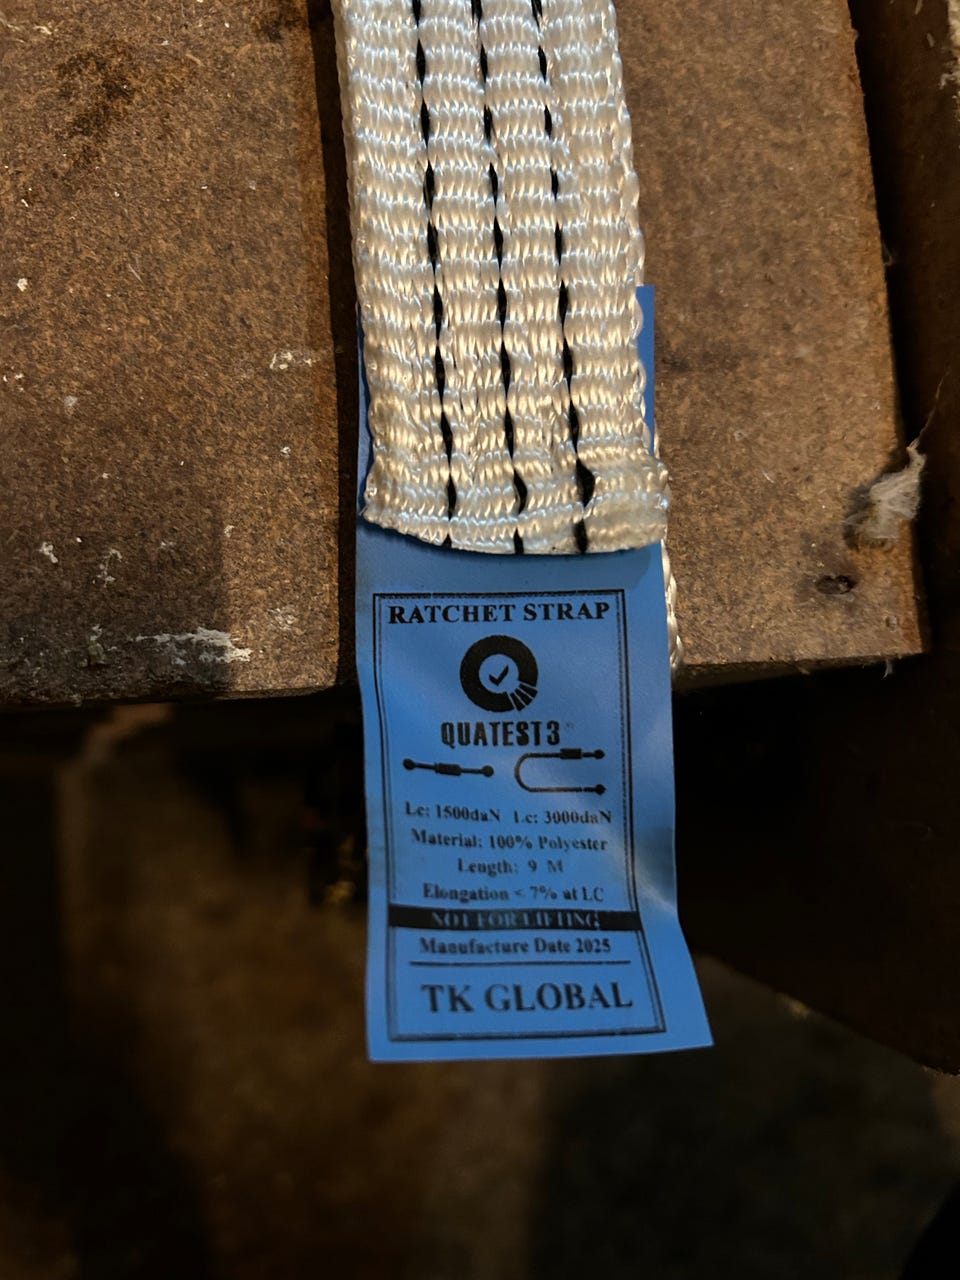 RATCHET STRAP
QUATEST 3®
Lc: 1500daN Lc: 3000daN
Material: 100% Polyester
Length: 9 M
Elongation < 7% at LC
NOT FOR LIFTING
Manufacture Date 2025
TK GLOBAL